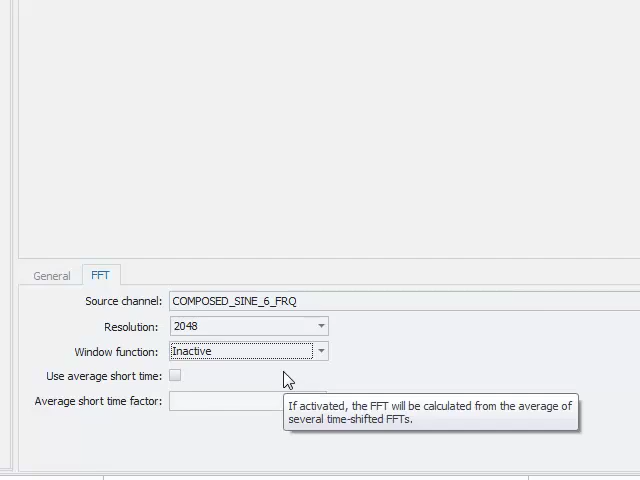 General FFT
Source channel: COMPOSED_SINE_6_FRQ
Resolution: 2048
Window function: Inactive
Use average short time:
Average short time factor:
If activated, the FFT will be calculated from the average of
several time-shifted FFTs.